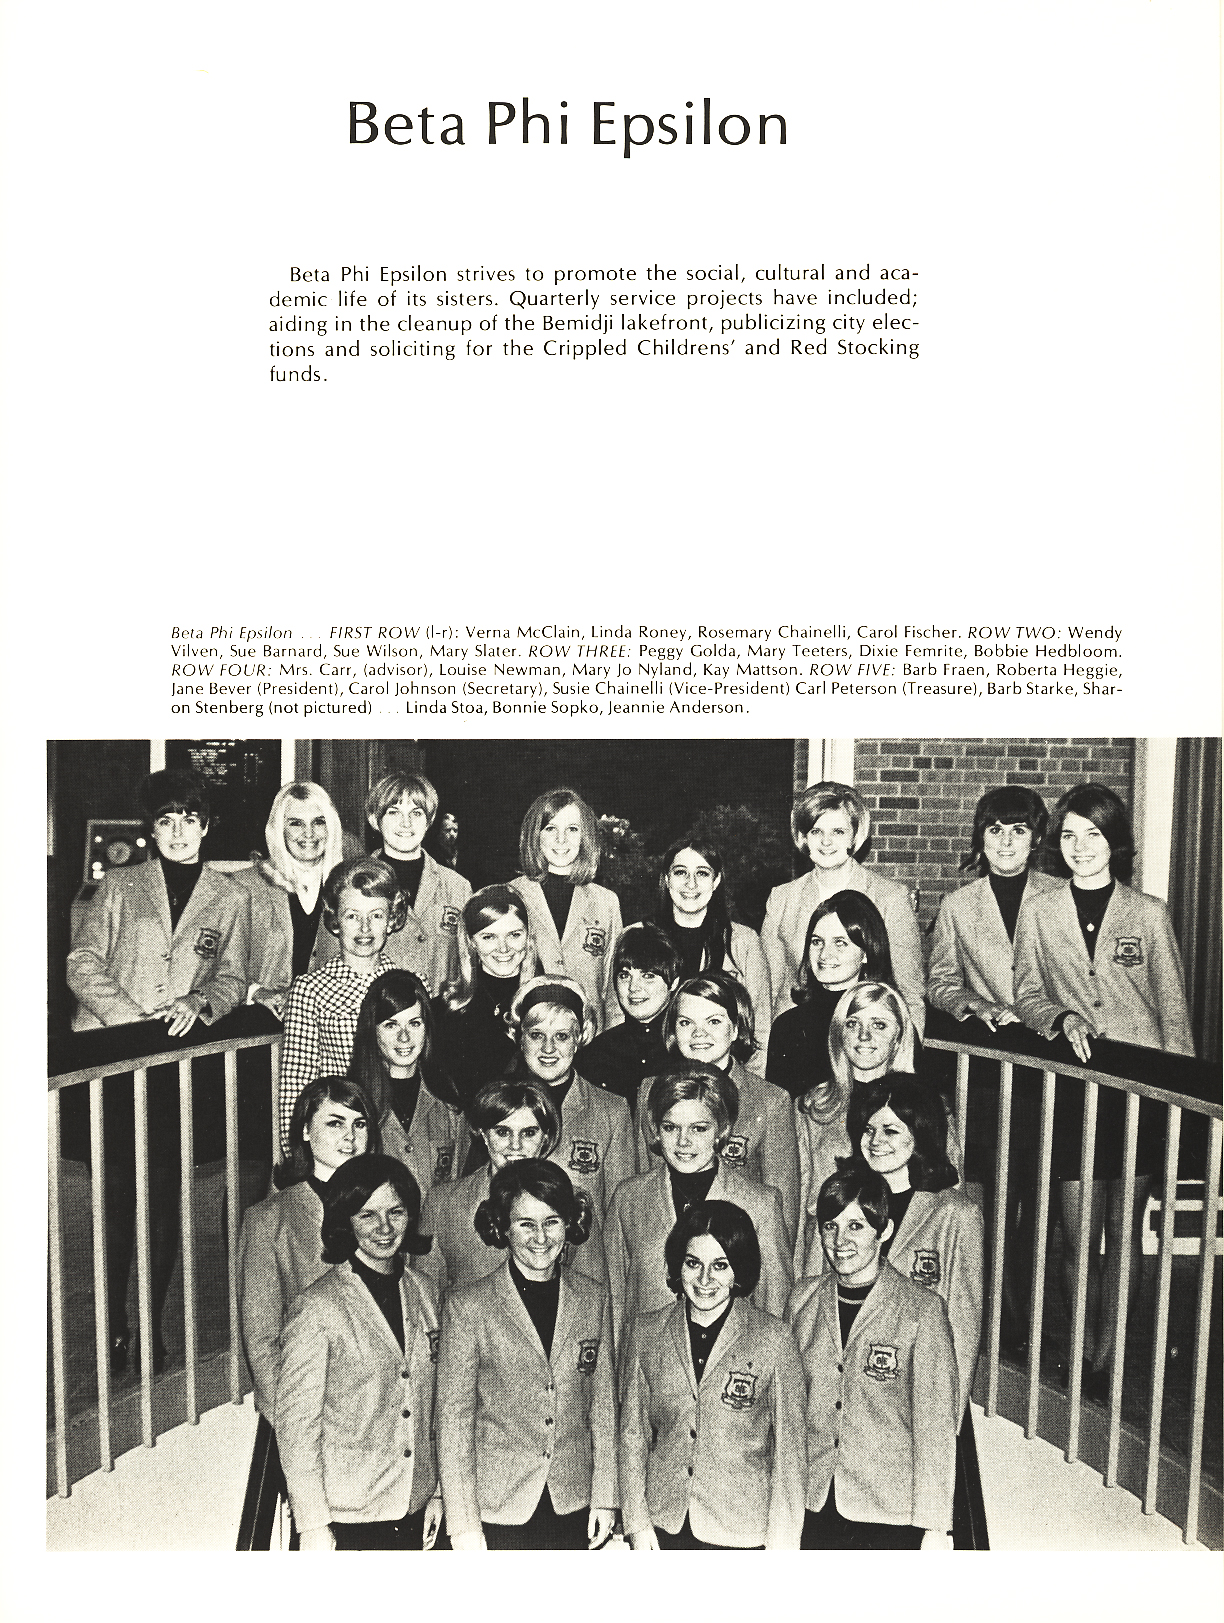 Beta Phi Epsilon
Beta Phi Epsilon strives to promote the social, cultural and aca-
demic life of its sisters. Quarterly service projects have included;
aiding in the cleanup of the Bemidji lakefront, publicizing city elec-
tions and soliciting for the Crippled Childrens' and Red Stocking
funds.
Beta Phi Epsilon . . . FIRST ROW (l-r): Verna McClain, Linda Roney, Rosemary Chainelli, Carol Fischer. ROW TWO: Wendy
Vilven, Sue Barnard, Sue Wilson, Mary Slater. ROW THREE: Peggy Golda, Mary Teeters, Dixie Femrite, Bobbie Hedbloom.
ROW FOUR: Mrs. Carr, (advisor), Louise Newman, Mary Jo Nyland, Kay Mattson. ROW FIVE: Barb Fraen, Roberta Heggie,
Jane Bever (President), Carol Johnson (Secretary), Susie Chainelli (Vice-President) Carl Peterson (Treasure), Barb Starke, Shar-
on Stenberg (not pictured) . . . Linda Stoa, Bonnie Sopko, Jeannie Anderson.